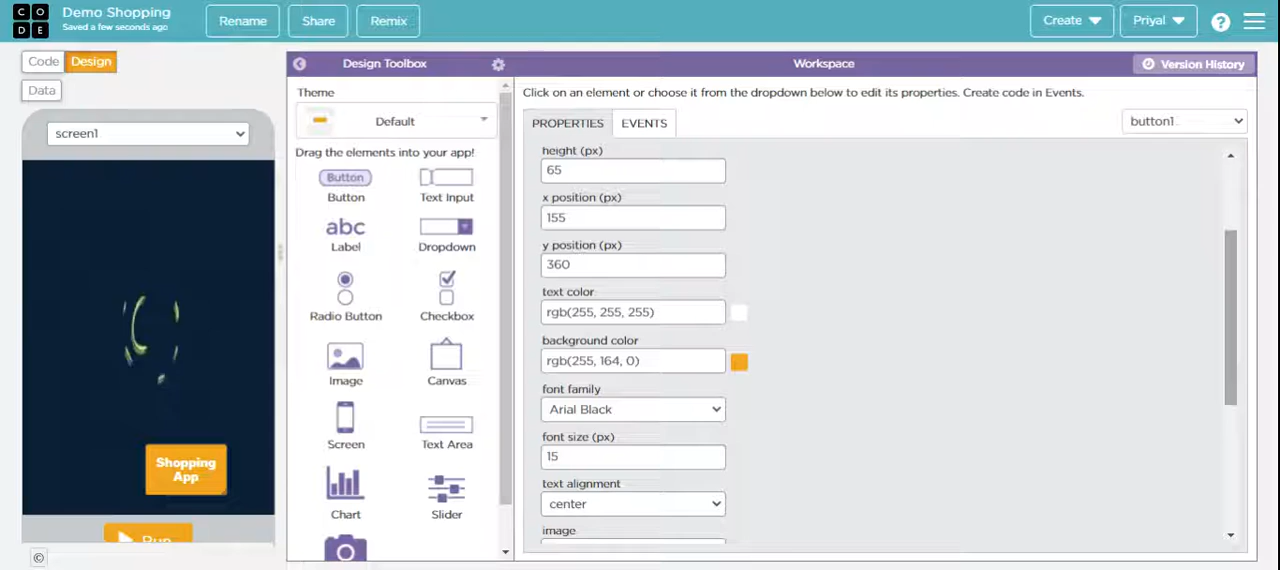 C O
D E
Demo Shopping
Saved a few seconds ago
Rename
Share
Remix
Create
Priyal
?
Code
Design
Data
Design Toolbox
Workspace
Version History
screen1
Theme
Default
Drag the elements into your app!
Button
Button
Text Input
abc
Label
Dropdown
Radio Button
Checkbox
Image
Canvas
Screen
Text Area
Chart
Slider
Click on an element or choose it from the dropdown below to edit its properties. Create code in Events.
PROPERTIES
EVENTS
button1
height (px)
65
x position (px)
155
y position (px)
360
text color
rgb(255, 255, 255)
background color
rgb(255, 164, 0)
font family
Arial Black
font size (px)
15
text alignment
center
image
Shopping
App
Run
©